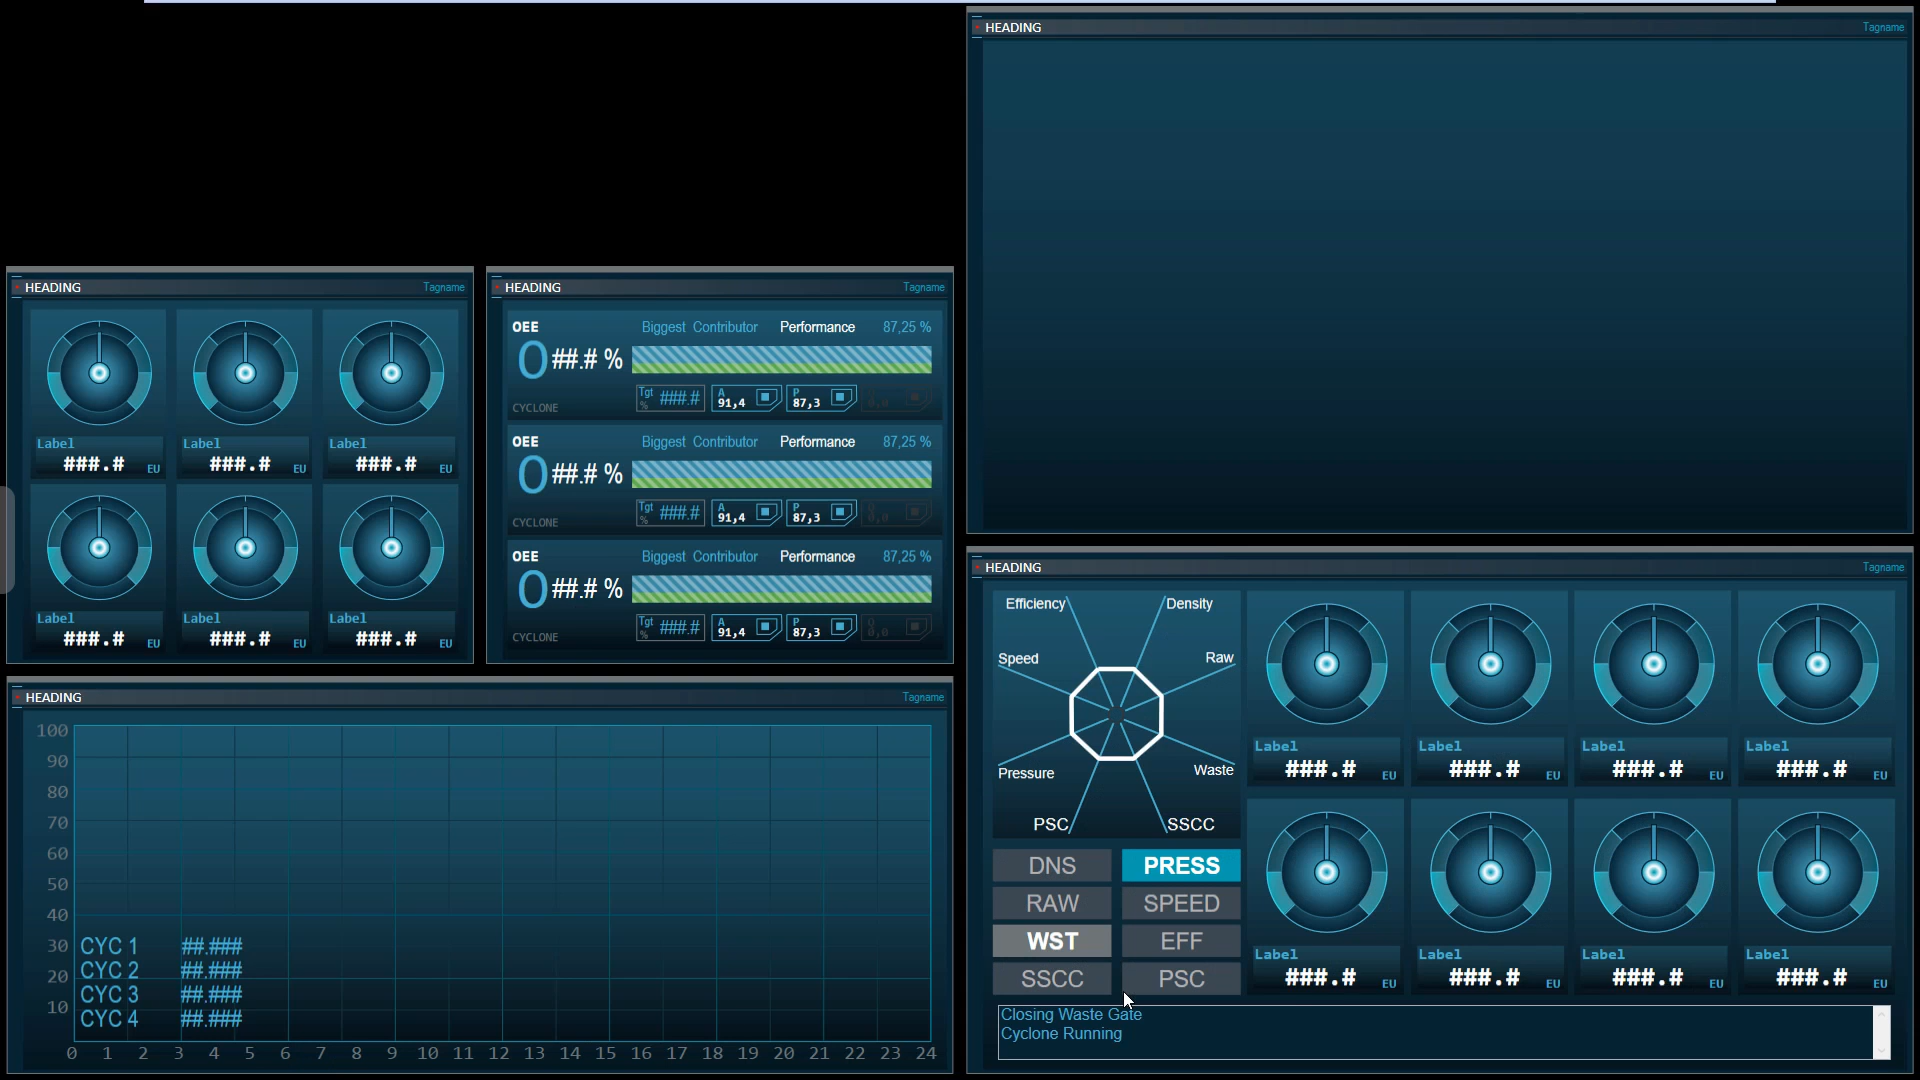 HEADING Tagname
HEADING Tagname
Label Label Label
###.# EU ###.# EU ###.# EU
Label Label Label
###.# EU ###.# EU ###.# EU
HEADING Tagname
OEE Biggest Contributor Performance 87,25 %
0 ##.# %
Tgt % ###.# A 91,4 P 87,3 Q 0,0
CYCLONE
OEE Biggest Contributor Performance 87,25 %
0 ##.# %
Tgt % ###.# A 91,4 P 87,3 Q 0,0
CYCLONE
OEE Biggest Contributor Performance 87,25 %
0 ##.# %
Tgt % ###.# A 91,4 P 87,3 Q 0,0
CYCLONE
HEADING Tagname
100
90
80
70
60
50
40
30
20
10
CYC 1 ##.###
CYC 2 ##.###
CYC 3 ##.###
CYC 4 ##.###
0 1 2 3 4 5 6 7 8 9 10 11 12 13 14 15 16 17 18 19 20 21 22 23 24
HEADING Tagname
Efficiency Density
Speed Raw
Pressure Waste
PSC SSCC
DNS PRESS
RAW SPEED
WST EFF
SSCC PSC
Label Label Label Label
###.# EU ###.# EU ###.# EU ###.# EU
Label Label Label Label
###.# EU ###.# EU ###.# EU ###.# EU
Closing Waste Gate
Cyclone Running